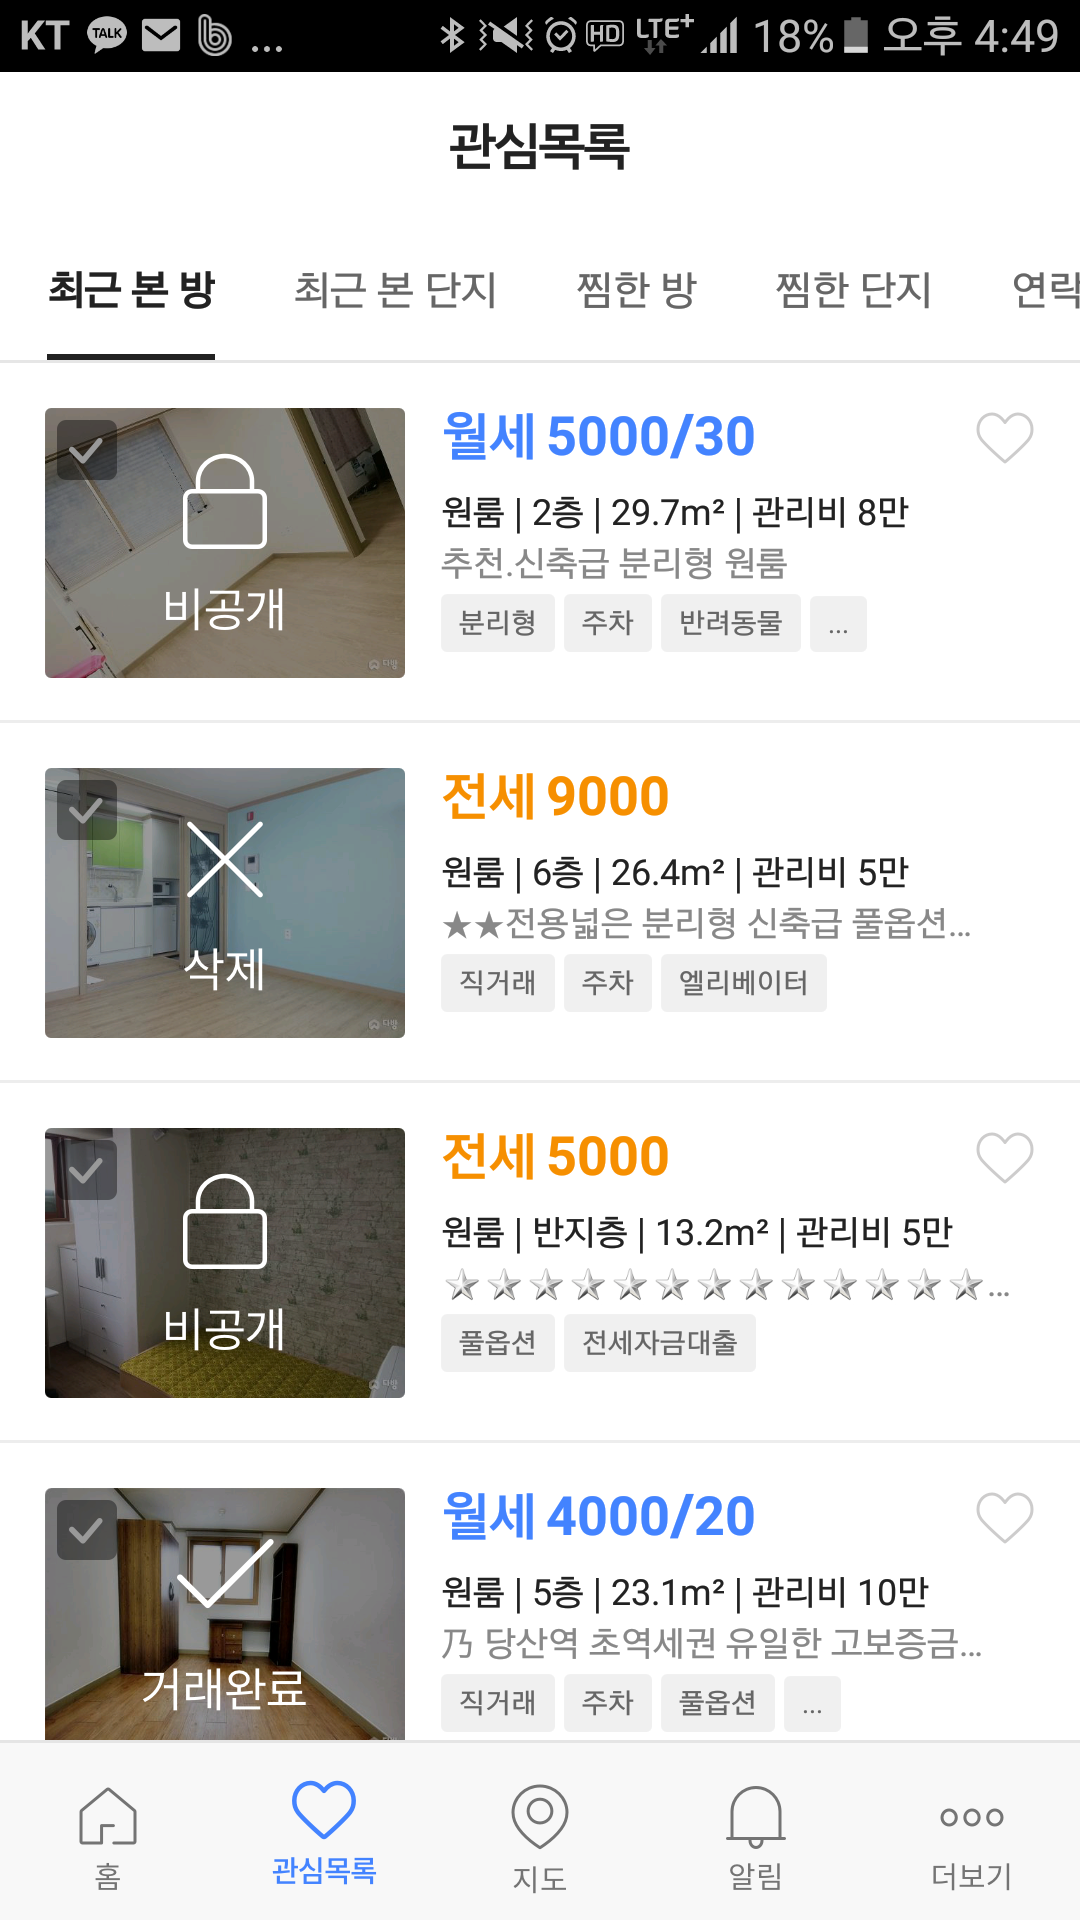 KT TALK ... HD LTE+ 18% 오후 4:49
관심목록
최근 본 방 최근 본 단지 찜한 방 찜한 단지 연락
비공개
다방
월세 5000/30
원룸 | 2층 | 29.7m² | 관리비 8만
추천.신축급 분리형 원룸
분리형 주차 반려동물 ...
삭제
다방
전세 9000
원룸 | 6층 | 26.4m² | 관리비 5만
★★전용넓은 분리형 신축급 풀옵션...
직거래 주차 엘리베이터
비공개
다방
전세 5000
원룸 | 반지층 | 13.2m² | 관리비 5만
★★★★★★★★★★★★★...
풀옵션 전세자금대출
거래완료
월세 4000/20
원룸 | 5층 | 23.1m² | 관리비 10만
乃 당산역 초역세권 유일한 고보증금...
직거래 주차 풀옵션 ...
홈 관심목록 지도 알림 더보기